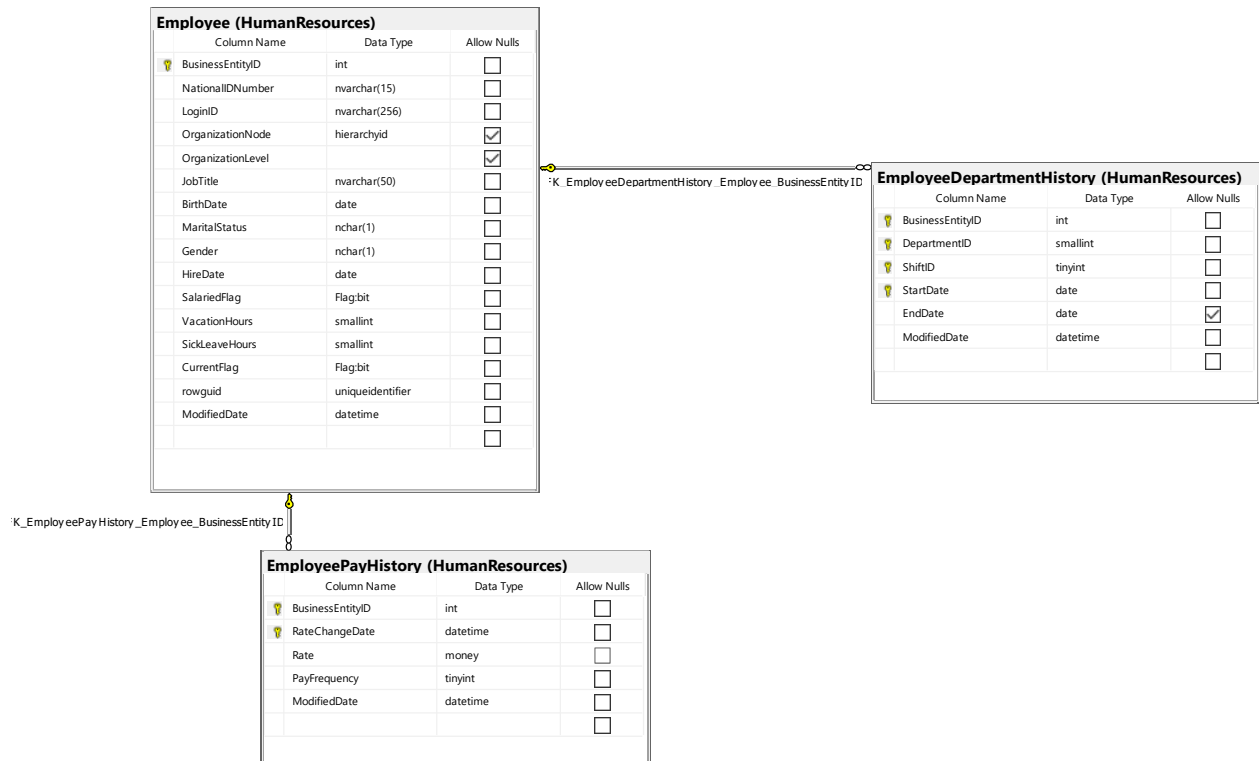 Employee (HumanResources)
Column Name Data Type Allow Nulls
BusinessEntityID int
NationalIDNumber nvarchar(15)
LoginID nvarchar(256)
OrganizationNode hierarchyid
OrganizationLevel
JobTitle nvarchar(50)
BirthDate date
MaritalStatus nchar(1)
Gender nchar(1)
HireDate date
SalariedFlag Flag:bit
VacationHours smallint
SickLeaveHours smallint
CurrentFlag Flag:bit
rowguid uniqueidentifier
ModifiedDate datetime
FK_EmployeeDepartmentHistory_Employee_BusinessEntityID
EmployeeDepartmentHistory (HumanResources)
Column Name Data Type Allow Nulls
BusinessEntityID int
DepartmentID smallint
ShiftID tinyint
StartDate date
EndDate date
ModifiedDate datetime
FK_EmployeePayHistory_Employee_BusinessEntityID
EmployeePayHistory (HumanResources)
Column Name Data Type Allow Nulls
BusinessEntityID int
RateChangeDate datetime
Rate money
PayFrequency tinyint
ModifiedDate datetime